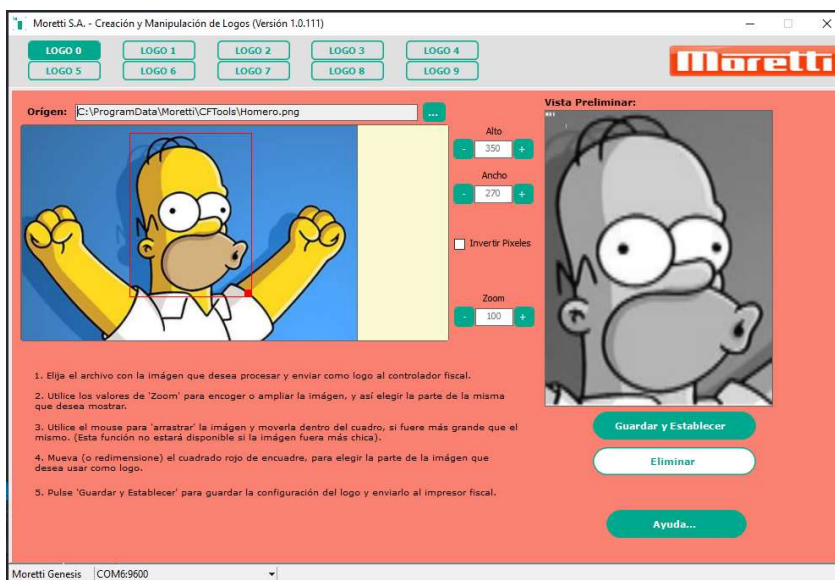 Moretti S.A. - Creación y Manipulación de Logos (Versión 1.0.111)
LOGO 0 LOGO 1 LOGO 2 LOGO 3 LOGO 4
LOGO 5 LOGO 6 LOGO 7 LOGO 8 LOGO 9
Moretti
Orígen: C:\ProgramData\Moretti\CFTools\Homero.png ...
Vista Preliminar:
Alto
- 350 +
Ancho
- 270 +
Invertir Pixeles
Zoom
- 100 +
1. Elija el archivo con la imágen que desea procesar y enviar como logo al controlador fiscal.
2. Utilice los valores de 'Zoom' para encoger o ampliar la imágen, y así elegir la parte de la misma
que desea mostrar.
3. Utilice el mouse para 'arrastrar' la imágen y moverla dentro del cuadro, si fuere más grande que el
mismo. (Esta función no estará disponible si la imágen fuera más chica).
4. Mueva (o redimensione) el cuadrado rojo de encuadre, para elegir la parte de la imágen que
desea usar como logo.
5. Pulse 'Guardar y Establecer' para guardar la configuración del logo y enviarlo al impresor fiscal.
Guardar y Establecer
Eliminar
Ayuda...
Moretti Genesis COM6:9600